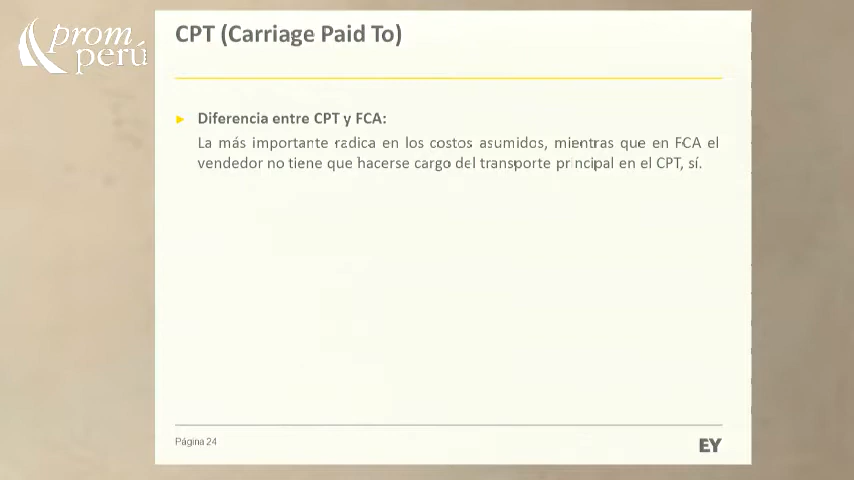 prom
perú
CPT (Carriage Paid To)
Diferencia entre CPT y FCA:
La más importante radica en los costos asumidos, mientras que en FCA el
vendedor no tiene que hacerse cargo del transporte principal en el CPT, sí.
Página 24
EY